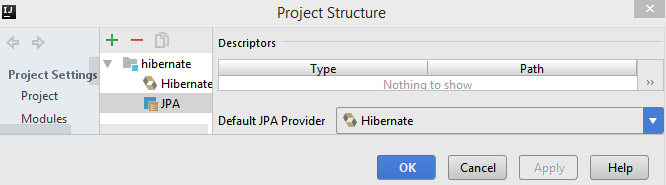 IJ
Project Structure
Project Settings
Project
Modules
hibernate
Hibernate
JPA
Descriptors
Type Path
Nothing to show
>>
Default JPA Provider Hibernate
OK Cancel Apply Help